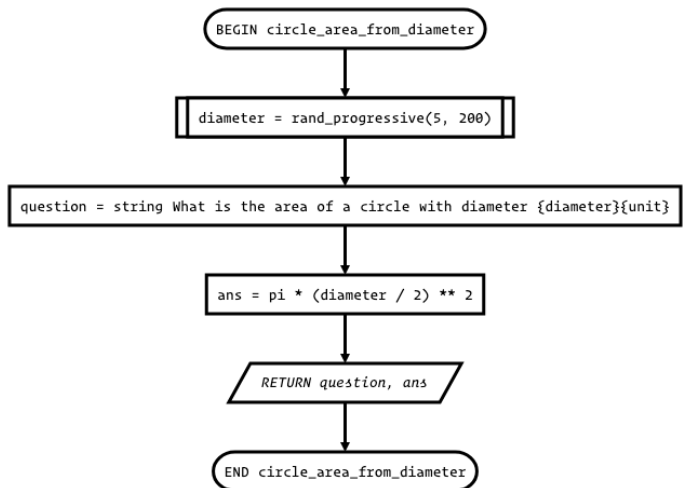 BEGIN circle_area_from_diameter
diameter = rand_progressive(5, 200)
question = string What is the area of a circle with diameter {diameter}{unit}
ans = pi * (diameter / 2) ** 2
RETURN question, ans
END circle_area_from_diameter